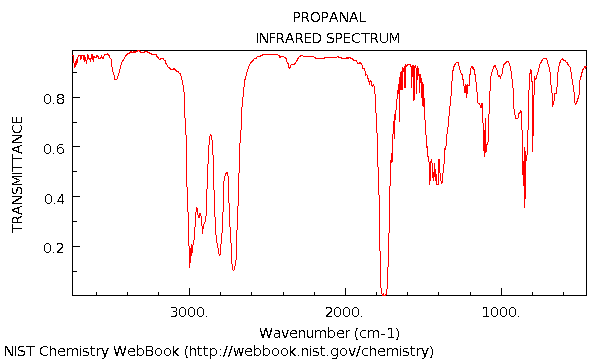 PROPANAL
INFRARED SPECTRUM
TRANSMITTANCE
0.8
0.6
0.4
0.2
3000.
2000.
1000.
Wavenumber (cm-1)
NIST Chemistry WebBook (http://webbook.nist.gov/chemistry)